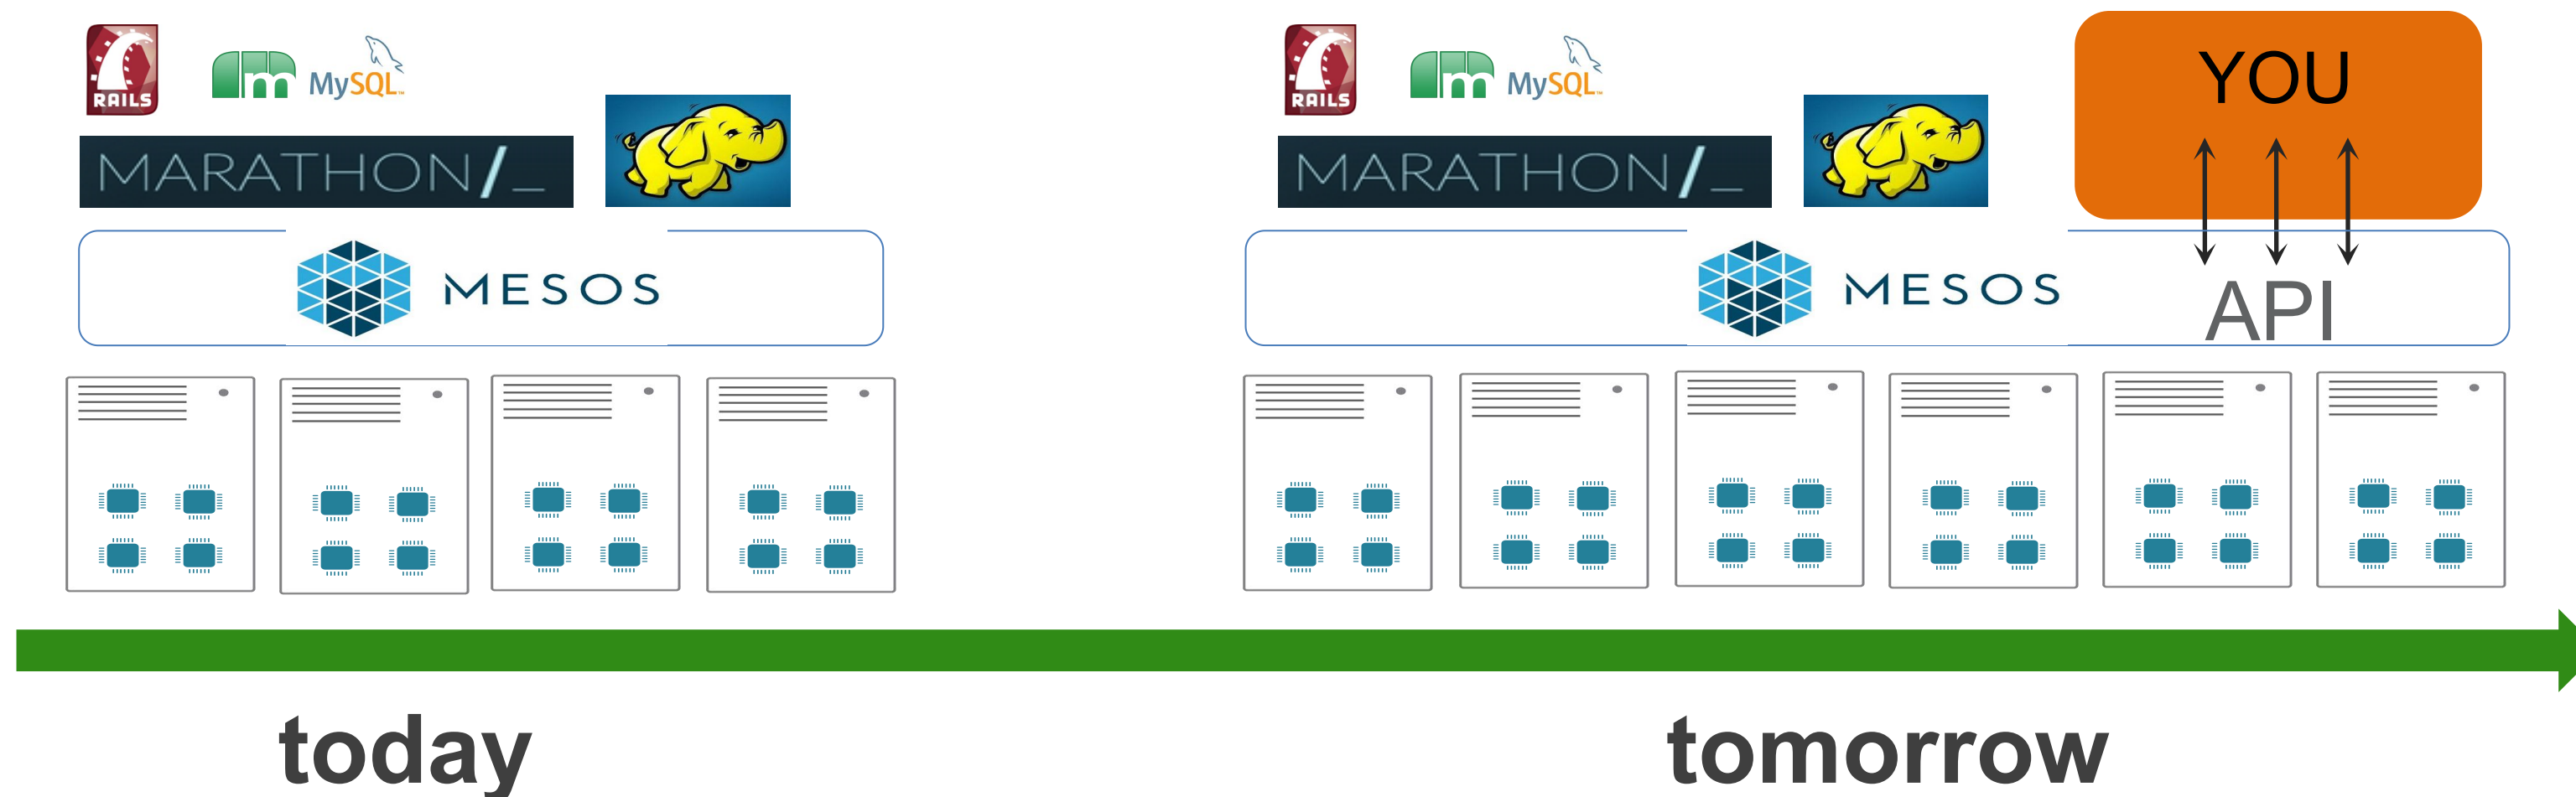 RAILS
m
MySQL
MARATHON/_
MESOS
RAILS
m
MySQL
MARATHON/_
YOU
MESOS
API
today
tomorrow